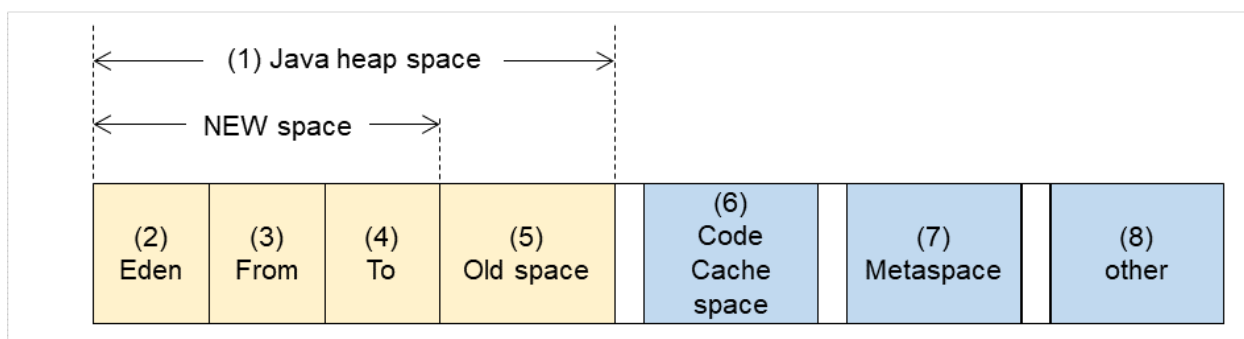 (1) Java heap space
NEW space
(2)
Eden
(3)
From
(4)
To
(5)
Old space
(6)
Code
Cache
space
(7)
Metaspace
(8)
other